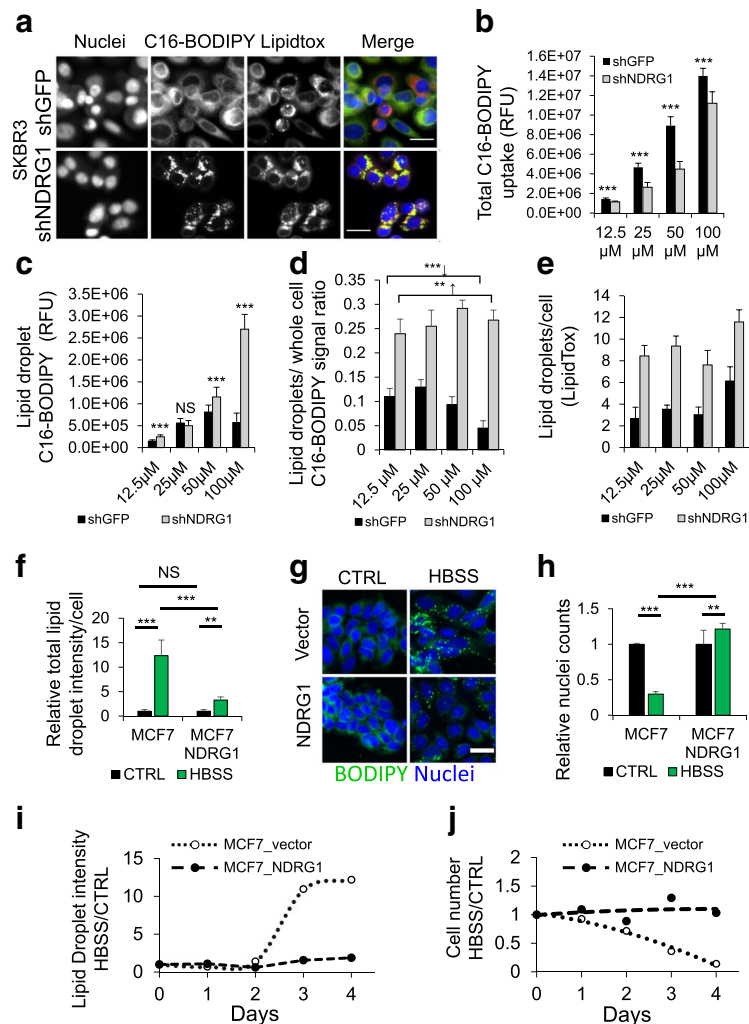 a
Nuclei C16-BODIPY Lipidtox Merge
SKBR3
shGFP
shNDRG1
b
Total C16-BODIPY
uptake (RFU)
1.6E+07
1.4E+07
1.2E+07
1.0E+07
8.0E+06
6.0E+06
4.0E+06
2.0E+06
0.0E+00
*** *** *** ***
shGFP
shNDRG1
12.5 25 50 100
µM µM µM µM
c
Lipid droplet
C16-BODIPY (RFU)
3.5E+06
3.0E+06
2.5E+06
2.0E+06
1.5E+06
1.0E+06
5.0E+05
0.0E+00
*** NS *** ***
12.5µM 25µM 50µM 100µM
shGFP shNDRG1
d
Lipid droplets/ whole cell
C16-BODIPY signal ratio
0.35
0.3
0.25
0.2
0.15
0.1
0.05
0
***↓
** ↑
12.5 µM 25 µM 50 µM 100 µM
shGFP shNDRG1
e
Lipid droplets/cell
(LipidTox)
14
12
10
8
6
4
2
0
12.5µM 25µM 50µM 100µM
shGFP shNDRG1
f
Relative total lipid
droplet intensity/cell
20
15
10
5
0
NS
***
*** **
MCF7 MCF7
NDRG1
CTRL HBSS
g
CTRL HBSS
Vector
NDRG1
BODIPY Nuclei
h
Relative nuclei counts
1.5
1
0.5
0
***
*** **
MCF7 MCF7
NDRG1
CTRL HBSS
i
Lipid Droplet intensity
HBSS/CTRL
MCF7_vector
MCF7_NDRG1
15
10
5
0
0 1 2 3 4
Days
j
Cell number
HBSS/CTRL
MCF7_vector
MCF7_NDRG1
2
1.5
1
0.5
0
0 1 2 3 4
Days